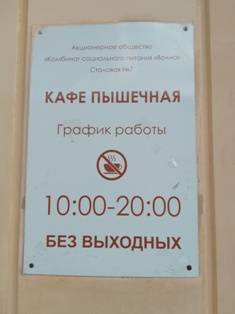 Акционерное общество
«Комбинат социального питания «Волна»
Столовая №7
КАФЕ ПЫШЕЧНАЯ
График работы
10:00-20:00
БЕЗ ВЫХОДНЫХ